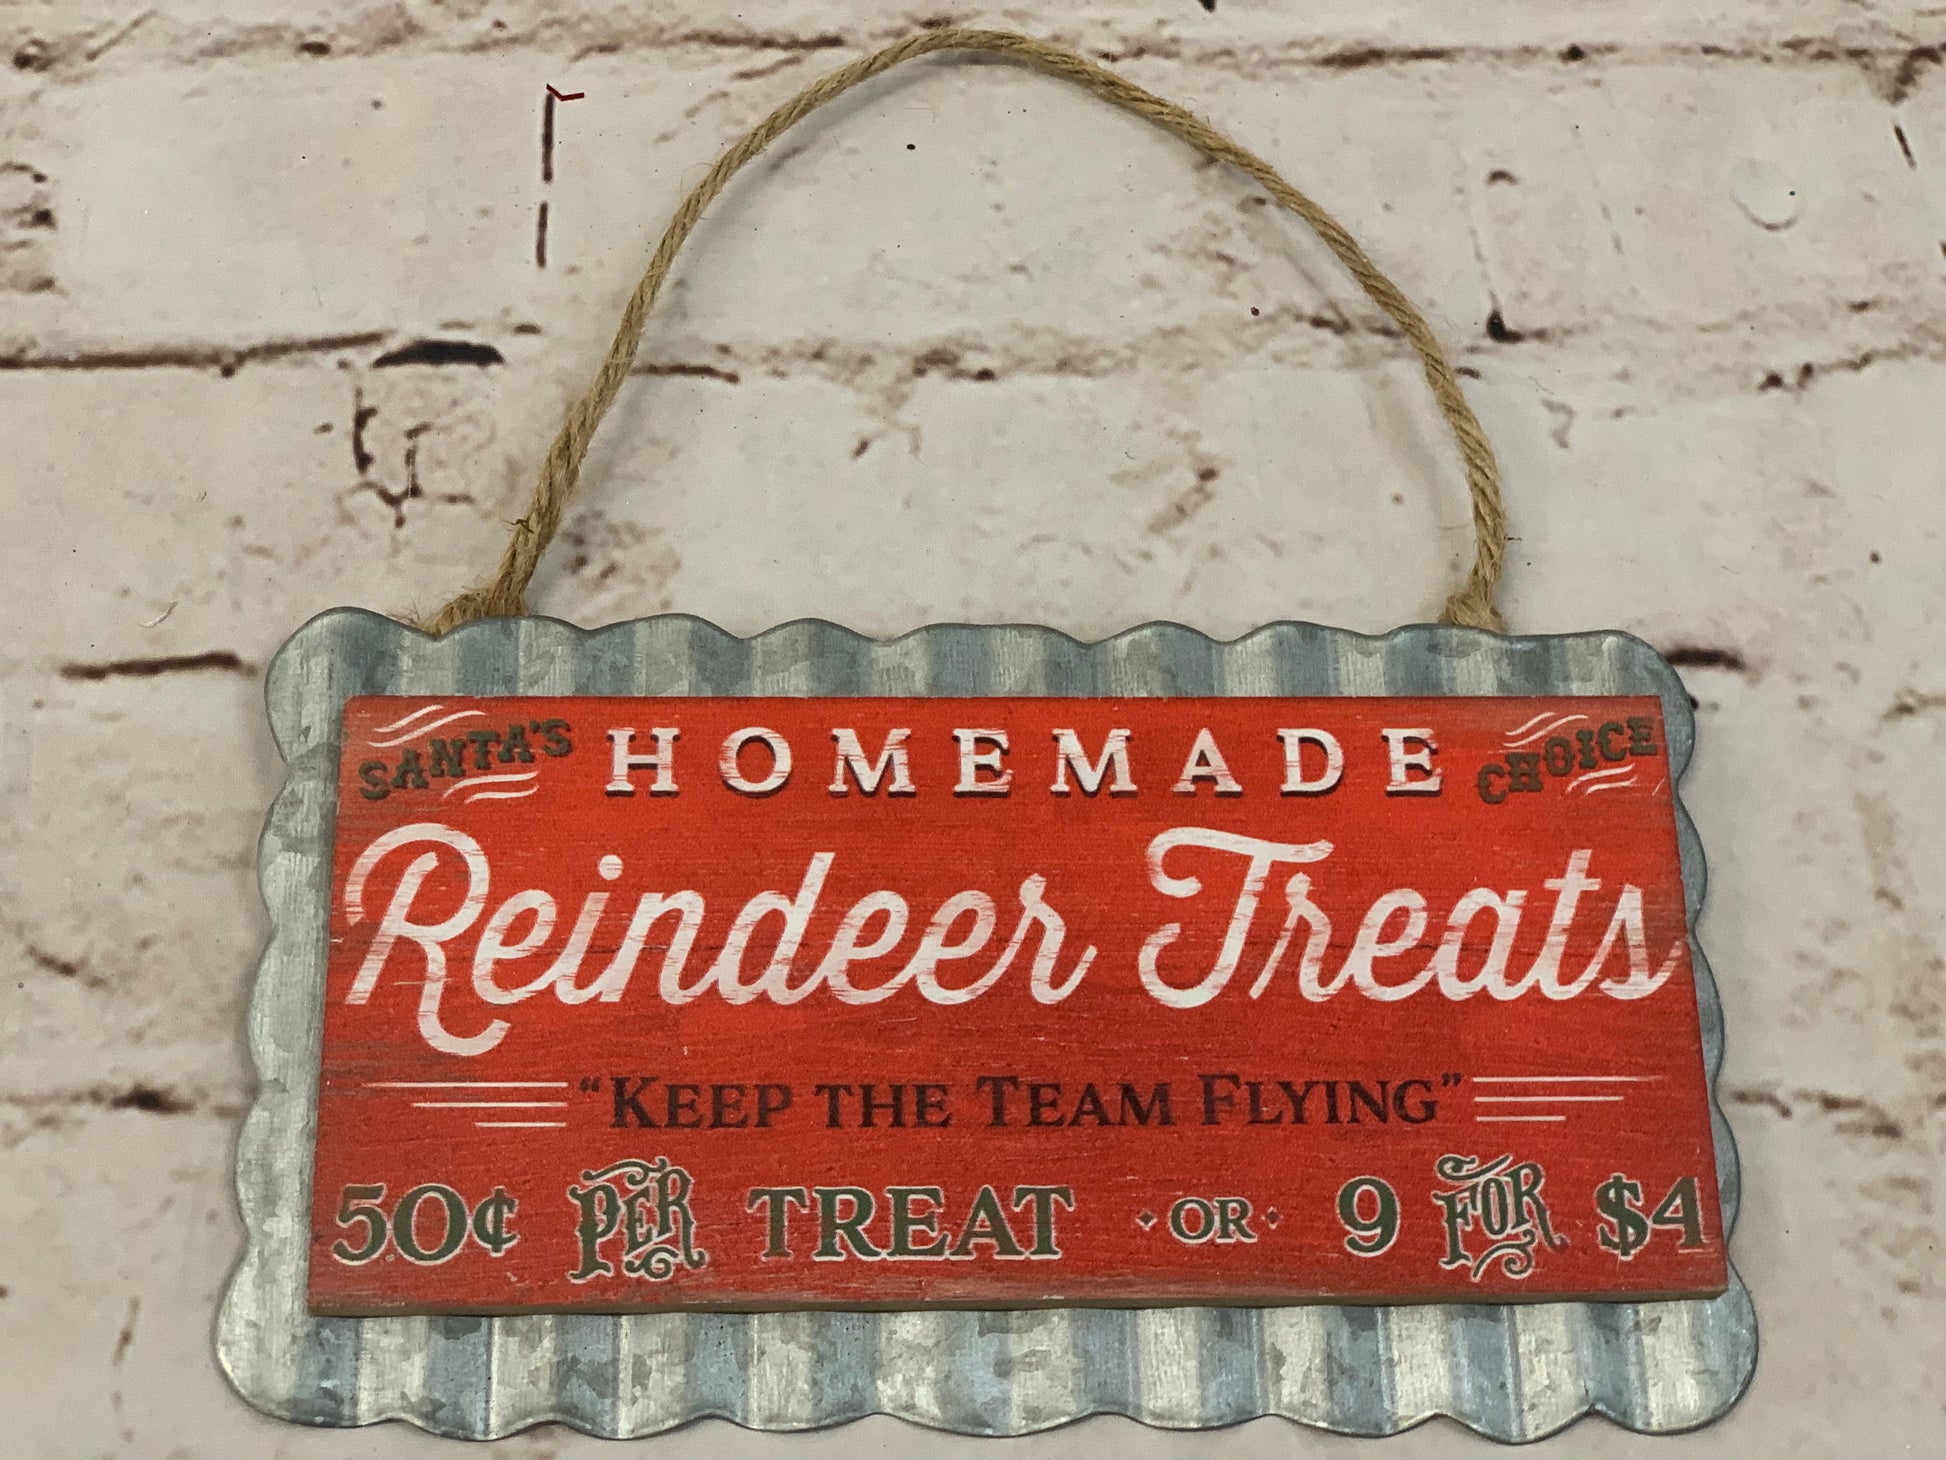 SANTA'S HOMEMADE CHOICE
Reindeer Treats
"KEEP THE TEAM FLYING"
50¢ PER TREAT · OR · 9 FOR $4